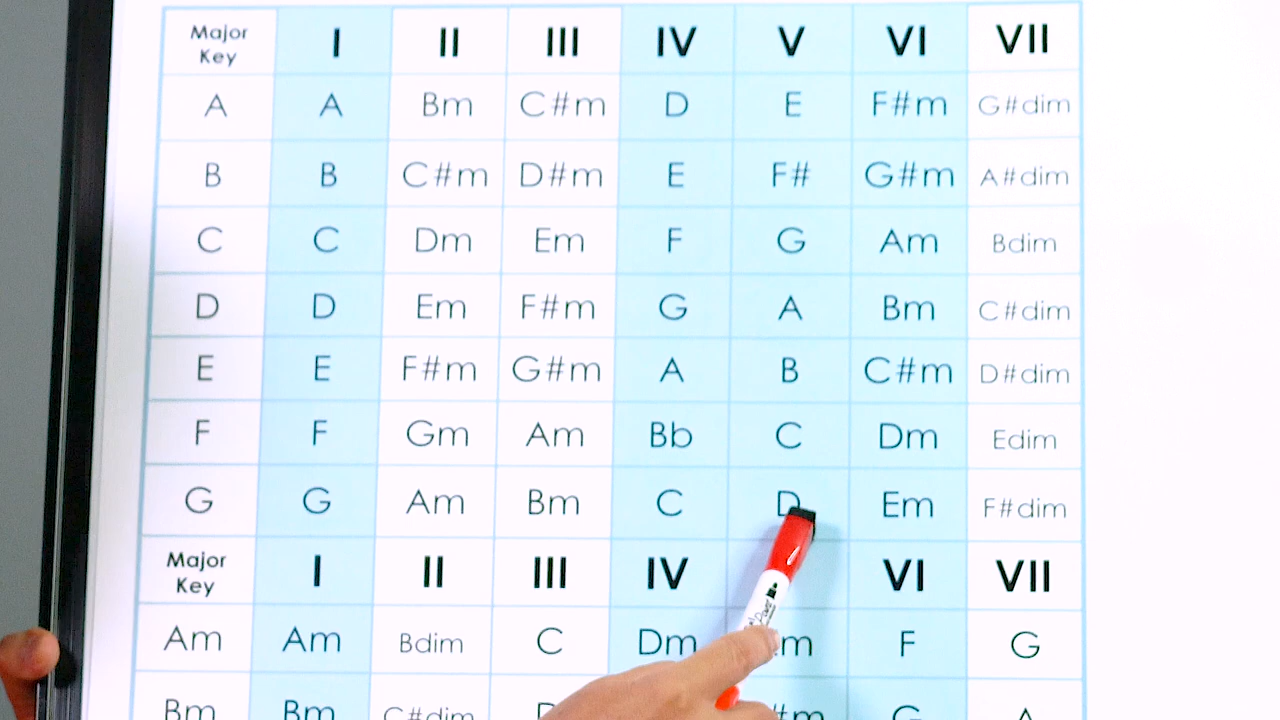 Major Key I II III IV V VI VII
A A Bm C#m D E F#m G#dim
B B C#m D#m E F# G#m A#dim
C C Dm Em F G Am Bdim
D D Em F#m G A Bm C#dim
E E F#m G#m A B C#m D#dim
F F Gm Am Bb C Dm Edim
G G Am Bm C D Em F#dim
Major Key I II III IV VI VII
Am Am Bdim C Dm F G
Bm Bm C#dim G A